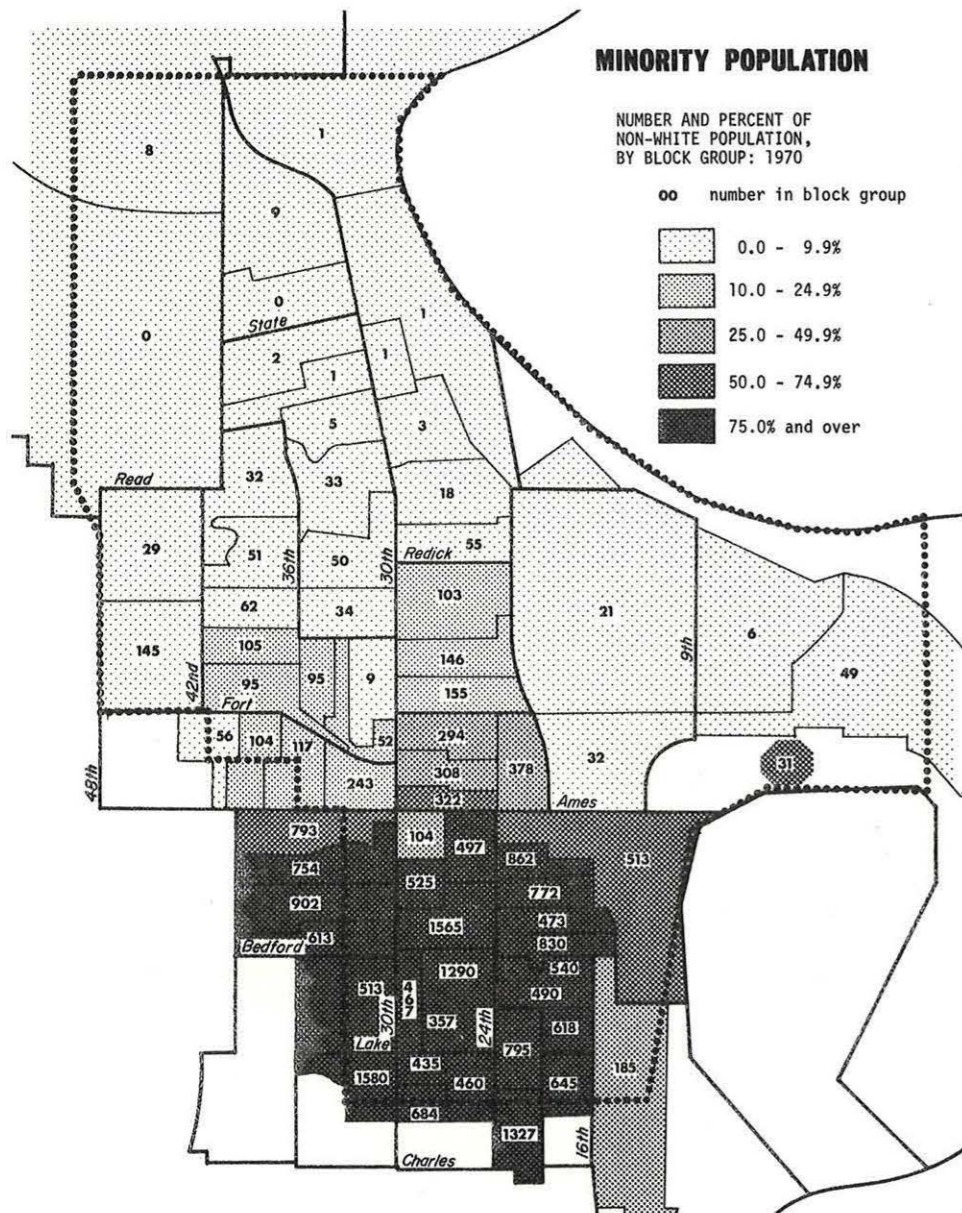 MINORITY POPULATION
NUMBER AND PERCENT OF
NON-WHITE POPULATION,
BY BLOCK GROUP: 1970
oo number in block group
0.0 - 9.9%
10.0 - 24.9%
25.0 - 49.9%
50.0 - 74.9%
75.0% and over
1
8
9
0
State
1
0
2
1
1
5
3
Read
32
33
18
29
51
36th
50
30th
Redick
55
103
62
34
21
6
9th
145
42nd
105
146
49
95
95
9
155
Fort
48th
56
104
117
52
294
378
32
31
243
308
322
Ames
793
104
497
862
513
754
525
772
902
1565
473
613
Bedford
830
1290
540
513
30th
467
490
357
24th
618
Lake
435
795
185
1580
460
645
684
1327
16th
Charles